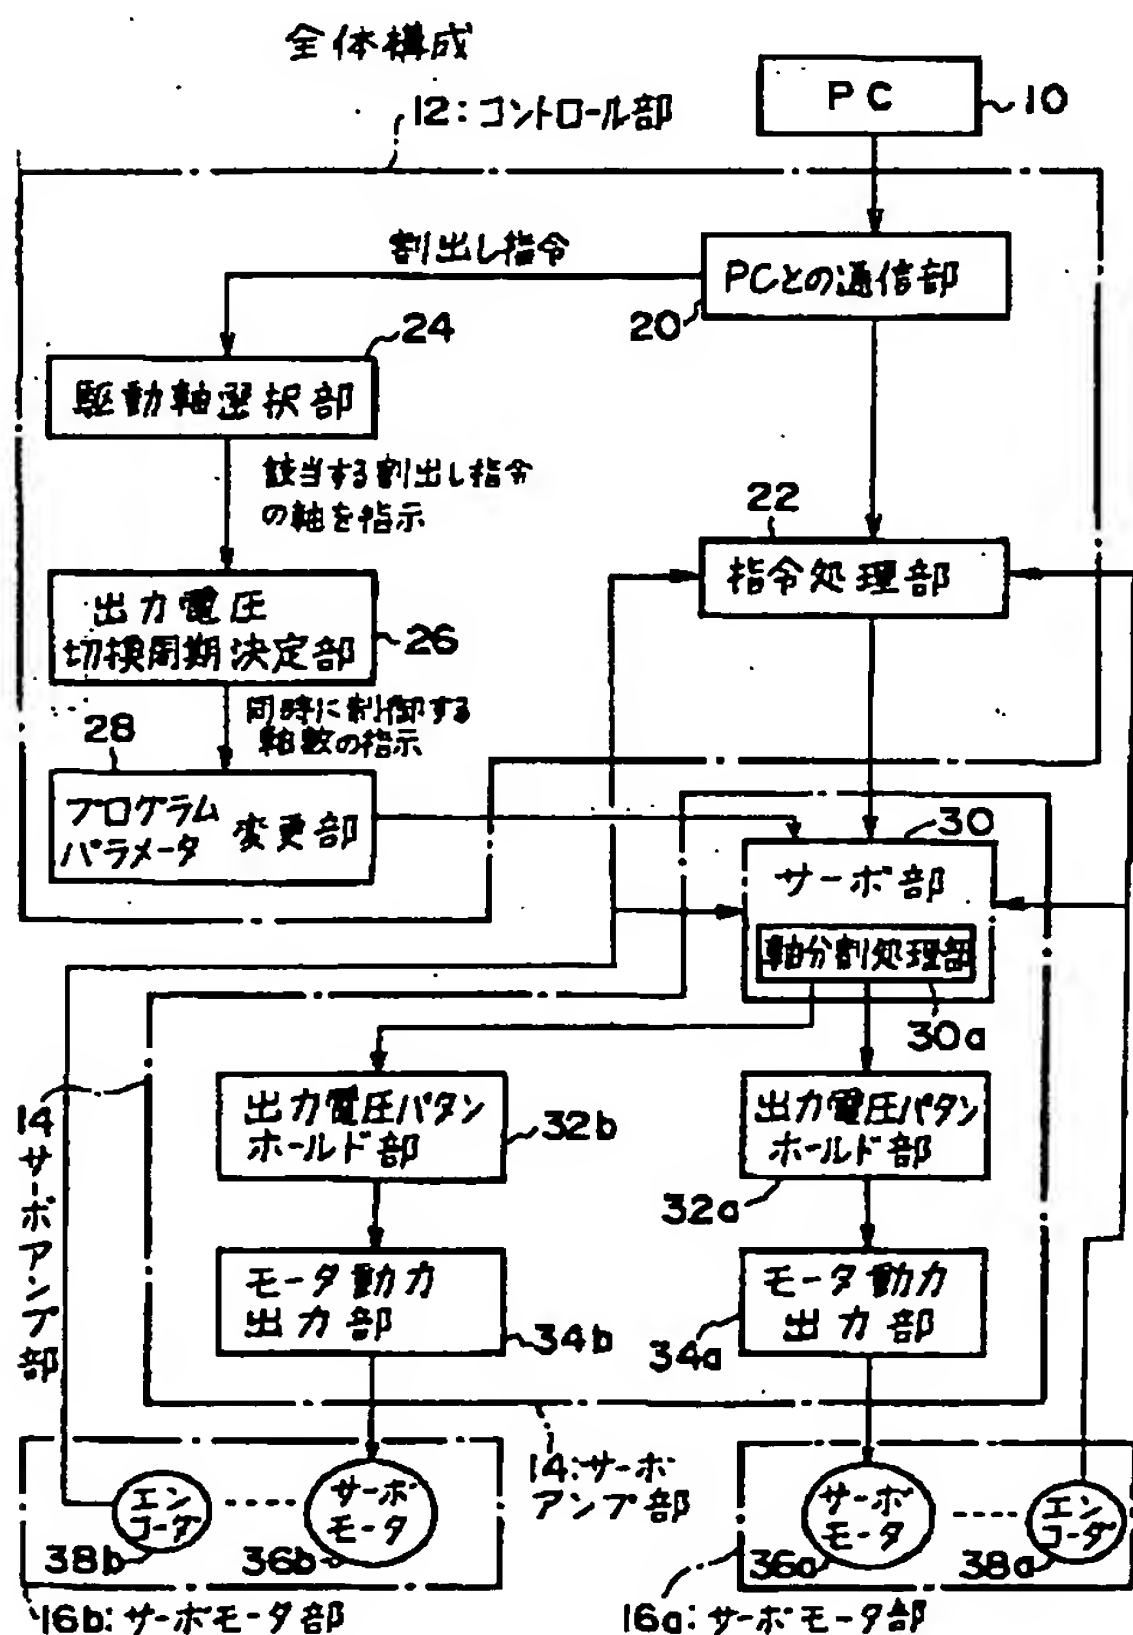 全体構成
PC
10
12:コントロール部
割出し指令
PCとの通信部
20
24
駆動軸選択部
該当する割出し指令
の軸を指示
22
指令処理部
出力電圧
切換周期決定部
26
同時に制御する
軸数の指示
28
プログラム
パラメータ
変更部
30
サーボ部
軸分割処理部
30a
14
サーボアンプ部
出力電圧パタン
ホールド部
32b
出力電圧パタン
ホールド部
32a
モータ動力
出力部
34b
モータ動力
出力部
34a
14:サーボ
アンプ部
エン
コーダ
38b
サーボ
モータ
36b
サーボ
モータ
36a
エン
コーダ
38a
16b:サーボモータ部
16a:サーボモータ部